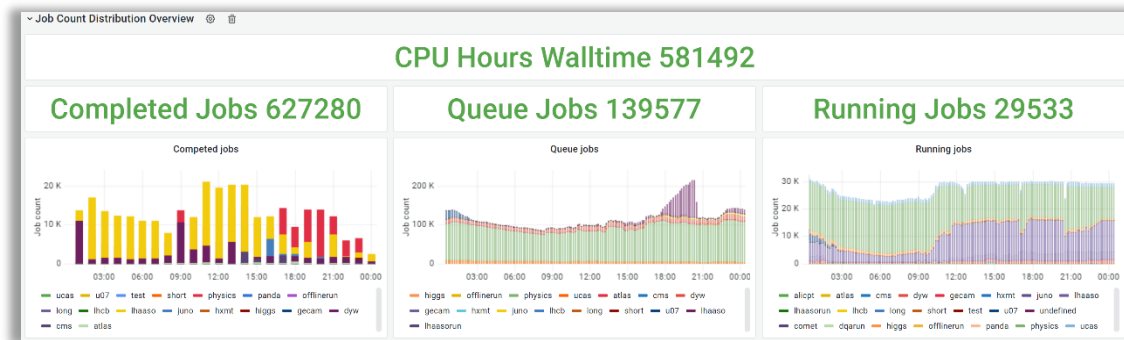 Job Count Distribution Overview
CPU Hours Walltime 581492
Completed Jobs 627280
Queue Jobs 139577
Running Jobs 29533
Competed jobs
Job count
20 K
10 K
0
03:00 06:00 09:00 12:00 15:00 18:00 21:00 00:00
ucas u07 test short physics panda offlinerun
long lhcb lhaaso juno hxmt higgs gecam dyw
cms atlas
Queue jobs
Job count
200 K
100 K
0
03:00 06:00 09:00 12:00 15:00 18:00 21:00 00:00
higgs offlinerun physics ucas atlas cms dyw
gecam hxmt juno lhcb long short u07 lhaaso
lhaasorun
Running jobs
Job count
30 K
20 K
10 K
0
03:00 06:00 09:00 12:00 15:00 18:00 21:00 00:00
alicpt atlas cms dyw gecam hxmt juno lhaaso
lhaasorun lhcb long short test u07 undefined
comet dqarun higgs offlinerun panda physics ucas